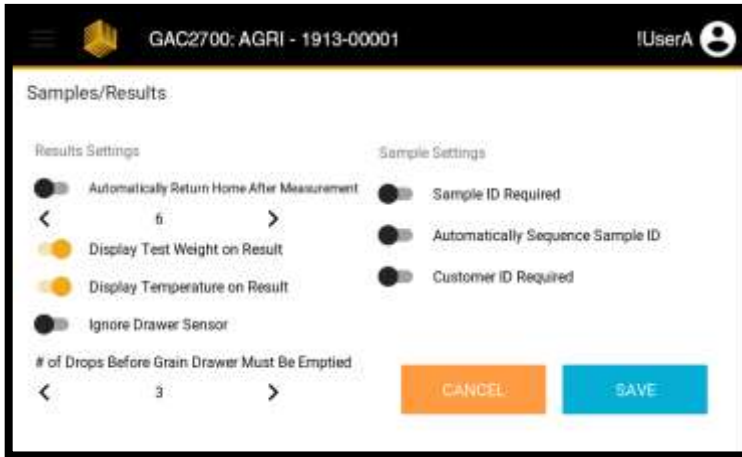 GAC2700: AGRI - 1913-00001
!UserA
Samples/Results
Results Settings
Automatically Return Home After Measurement
6
Display Test Weight on Result
Display Temperature on Result
Ignore Drawer Sensor
# of Drops Before Grain Drawer Must Be Emptied
3
Sample Settings
Sample ID Required
Automatically Sequence Sample ID
Customer ID Required
CANCEL
SAVE